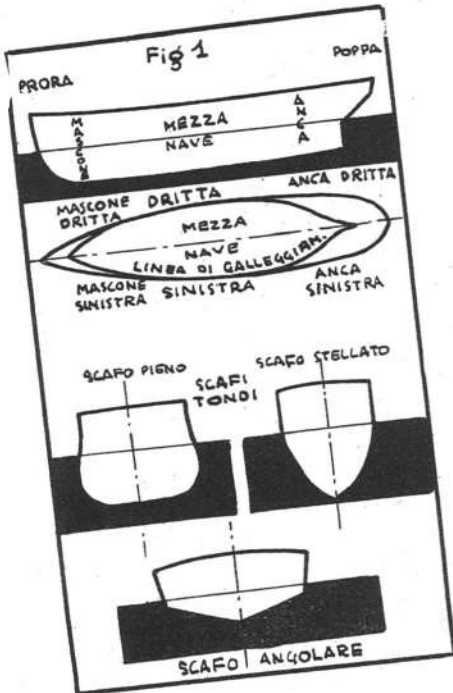 Fig 1
PRORA
POPPA
MASCONE
MEZZA
NAVE
ANCA
MASCONE
DRITTA
DRITTA
ANCA DRITTA
MEZZA
NAVE
LINEA DI GALLEGGIAM.
MASCONE
SINISTRA
SINISTRA
ANCA
SINISTRA
SCAFO PIENO
SCAFI
TONDI
SCAFO STELLATO
SCAFO ANGOLARE